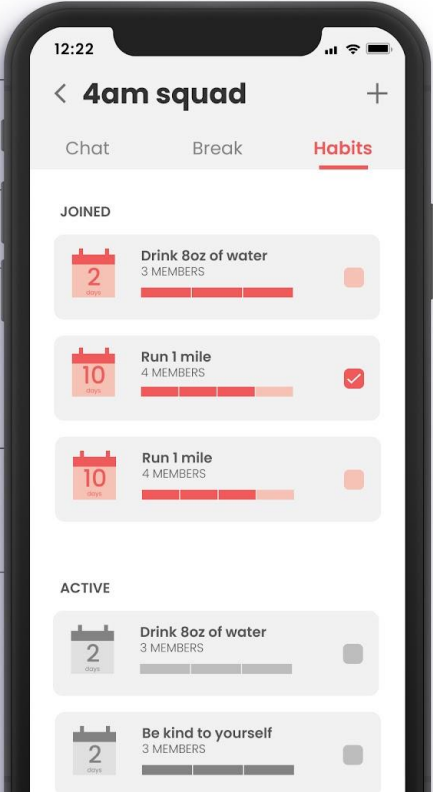 12:22
4am squad
Chat Break Habits
JOINED
2
days
Drink 8oz of water
3 MEMBERS
10
days
Run 1 mile
4 MEMBERS
10
days
Run 1 mile
4 MEMBERS
ACTIVE
2
days
Drink 8oz of water
3 MEMBERS
2
days
Be kind to yourself
3 MEMBERS